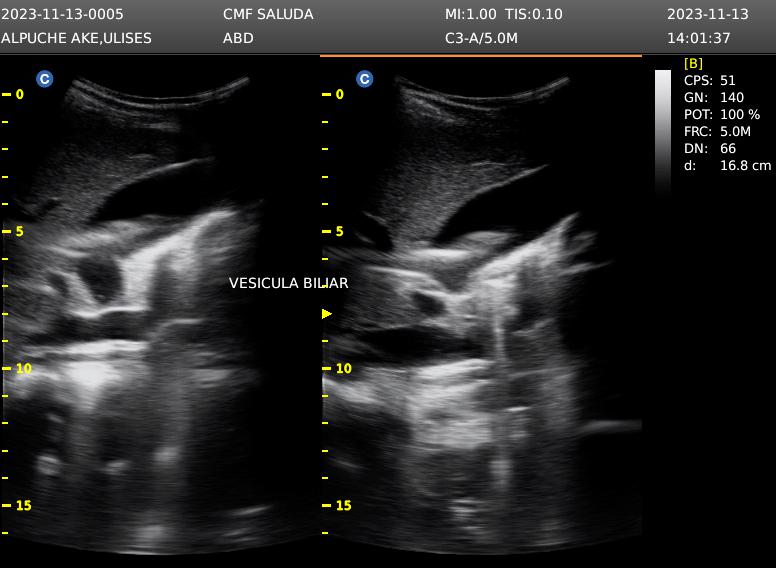 2023-11-13-0005 CMF SALUDA MI:1.00 TIS:0.10 2023-11-13
ALPUCHE AKE,ULISES ABD C3-A/5.0M 14:01:37
[B]
C C
CPS: 51
0 0
GN: 140
POT: 100 %
FRC: 5.0M
DN: 66
d: 16.8 cm
5 5
VESICULA BILIAR
10 10
15 15